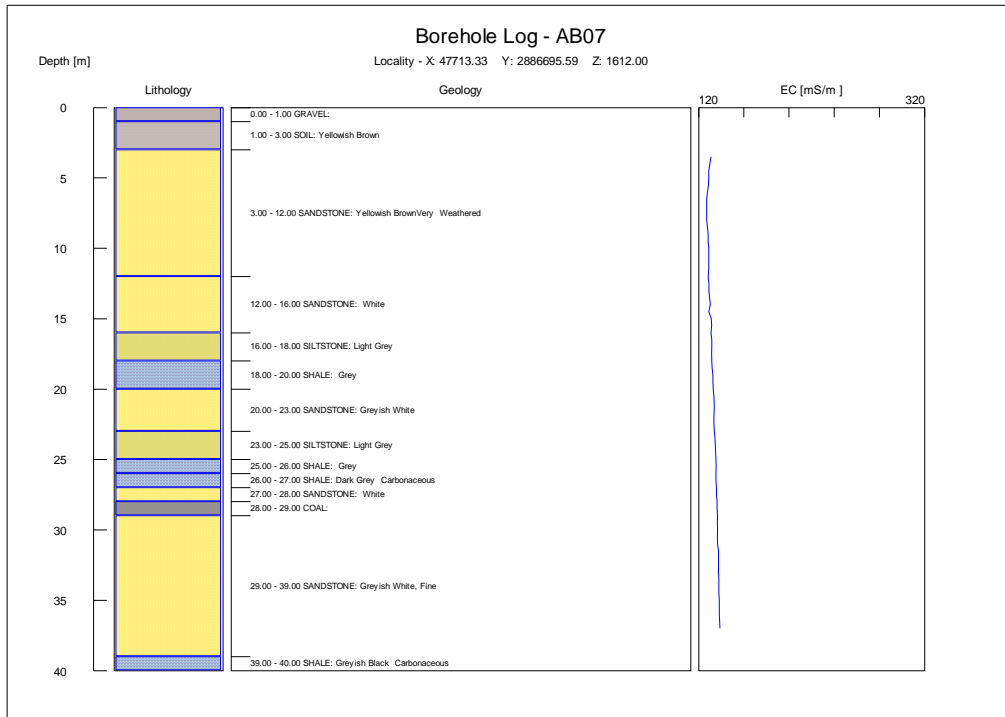 Borehole Log - AB07
Depth [m]
Locality - X: 47713.33 Y: 2886695.59 Z: 1612.00
Lithology
Geology
EC [mS/m ]
120
320
0
0.00 - 1.00 GRAVEL:
1.00 - 3.00 SOIL: Yellowish Brown
5
3.00 - 12.00 SANDSTONE: Yellowish BrownVery Weathered
10
12.00 - 16.00 SANDSTONE: White
15
16.00 - 18.00 SILTSTONE: Light Grey
18.00 - 20.00 SHALE: Grey
20
20.00 - 23.00 SANDSTONE: Greyish White
23.00 - 25.00 SILTSTONE: Light Grey
25
25.00 - 26.00 SHALE: Grey
26.00 - 27.00 SHALE: Dark Grey Carbonaceous
27.00 - 28.00 SANDSTONE: White
28.00 - 29.00 COAL:
30
29.00 - 39.00 SANDSTONE: Greyish White, Fine
35
39.00 - 40.00 SHALE: Greyish Black Carbonaceous
40